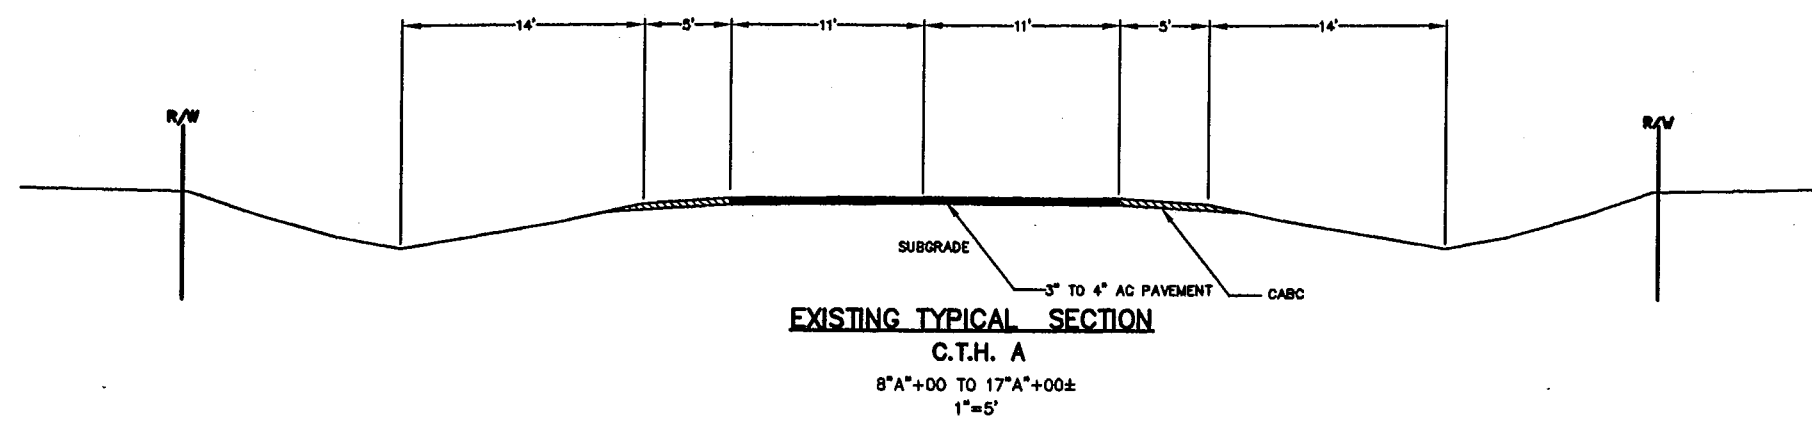 14' 5' 11' 11' 5' 14'
R/W R/W
SUBGRADE
3" TO 4" AC PAVEMENT CABC
EXISTING TYPICAL SECTION
C.T.H. A
8"A"+00 TO 17"A"+00±
1"=5'